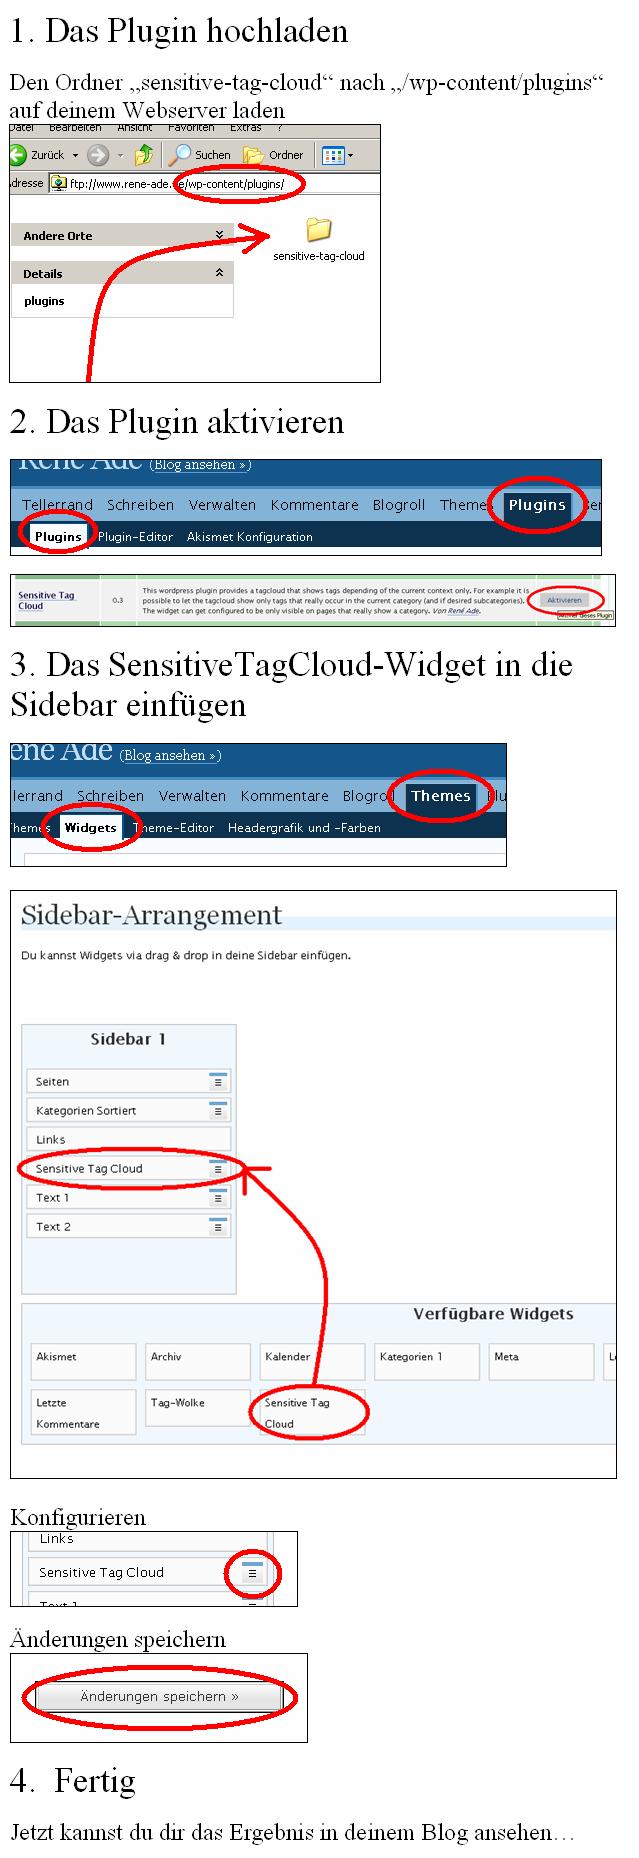 1. Das Plugin hochladen
Den Ordner „sensitive-tag-cloud“ nach „/wp-content/plugins“
auf deinem Webserver laden
Datei Bearbeiten Ansicht Favoriten Extras ?
Zurück Suchen Ordner
dresse ftp://www.rene-ade.de/wp-content/plugins/
Andere Orte
sensitive-tag-cloud
Details
plugins
2. Das Plugin aktivieren
René Ade (Blog ansehen »)
Tellerrand Schreiben Verwalten Kommentare Blogroll Themes Plugins
Plugins Plugin-Editor Akismet Konfiguration
Sensitive Tag
Cloud
0.3
This wordpress plugin provides a tagcloud that shows tags depending of the current context only. For example it is
possible to let the tagcloud show only tags that really occur in the current category (and if desired subcategories).
The widget can get configured to be only visible on pages that really show a category. Von René Ade.
Aktivieren
dieses Plugin
3. Das SensitiveTagCloud-Widget in die
Sidebar einfügen
ené Ade (Blog ansehen »)
lerrand Schreiben Verwalten Kommentare Blogroll Themes Plu
Themes Widgets Theme-Editor Headergrafik und -Farben
Sidebar-Arrangement
Du kannst Widgets via drag & drop in deine Sidebar einfügen.
Sidebar 1
Seiten
Kategorien Sortiert
Links
Sensitive Tag Cloud
Text 1
Text 2
Verfügbare Widgets
Akismet Archiv Kalender Kategorien 1 Meta
Letzte
Kommentare
Tag-Wolke
Sensitive Tag
Cloud
Konfigurieren
Links
Sensitive Tag Cloud
Text 1
Änderungen speichern
Änderungen speichern »
4. Fertig
Jetzt kannst du dir das Ergebnis in deinem Blog ansehen…